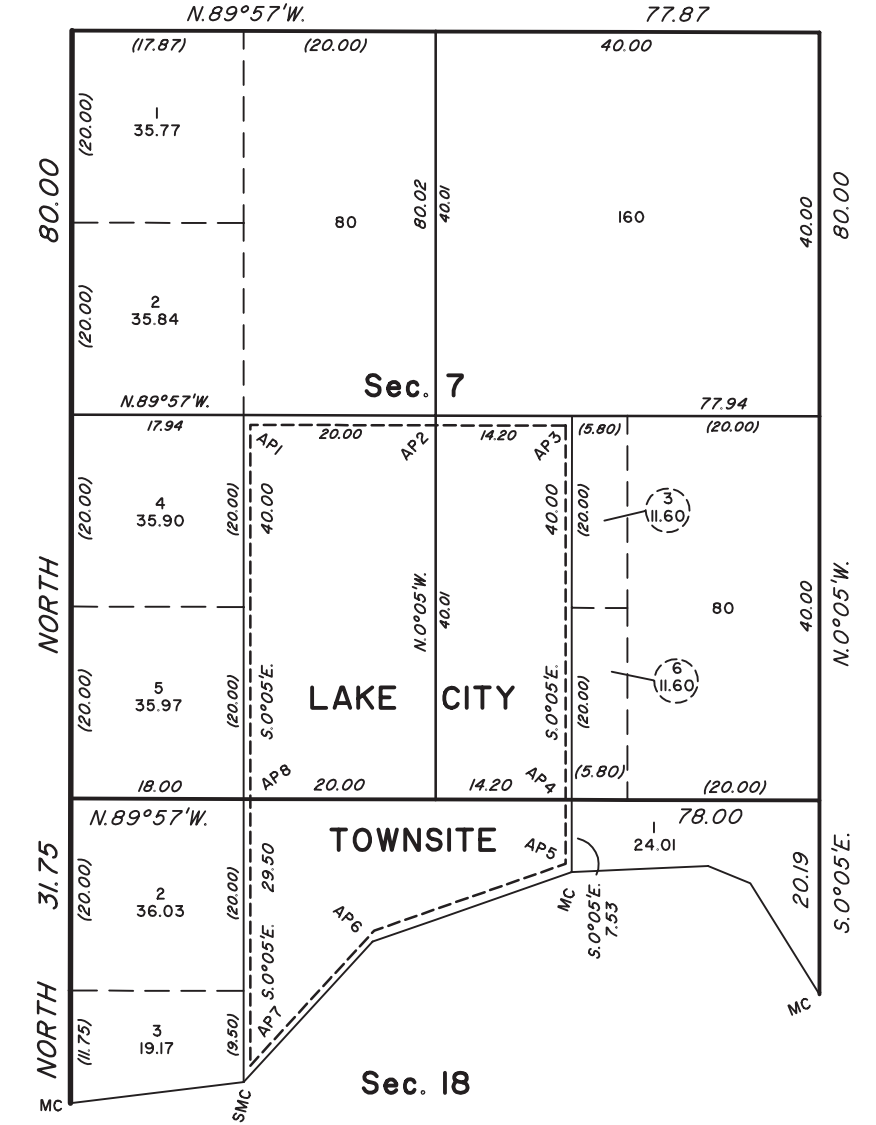 N.89°57'W. 77.87
(17.87) (20.00) 40.00
(20.00)
1
35.77
80.00
80.02
40.01
80
160
40.00
80.00
(20.00)
2
35.84
Sec. 7
N.89°57'W. 77.94
17.94 20.00 14.20 (5.80) (20.00)
AP1 AP2 AP3
(20.00)
4
35.90
(20.00)
40.00
40.00
(20.00)
3
11.60
NORTH
N.0°05'W.
40.01
80
40.00
N.0°05'W.
(20.00)
5
35.97
(20.00)
S.0°05'E.
LAKE CITY
S.0°05'E.
(20.00)
6
11.60
AP8 AP4
18.00 20.00 14.20 (5.80) (20.00)
N.89°57'W. 78.00
TOWNSITE
AP5
1
24.01
31.75
(20.00)
2
36.03
(20.00)
29.50
AP6
MC
S.0°05'E.
7.53
20.19
S.0°05'E.
S.0°05'E.
NORTH
(11.75)
3
19.17
(9.50)
AP7
MC
Sec. 18
MC
SMC